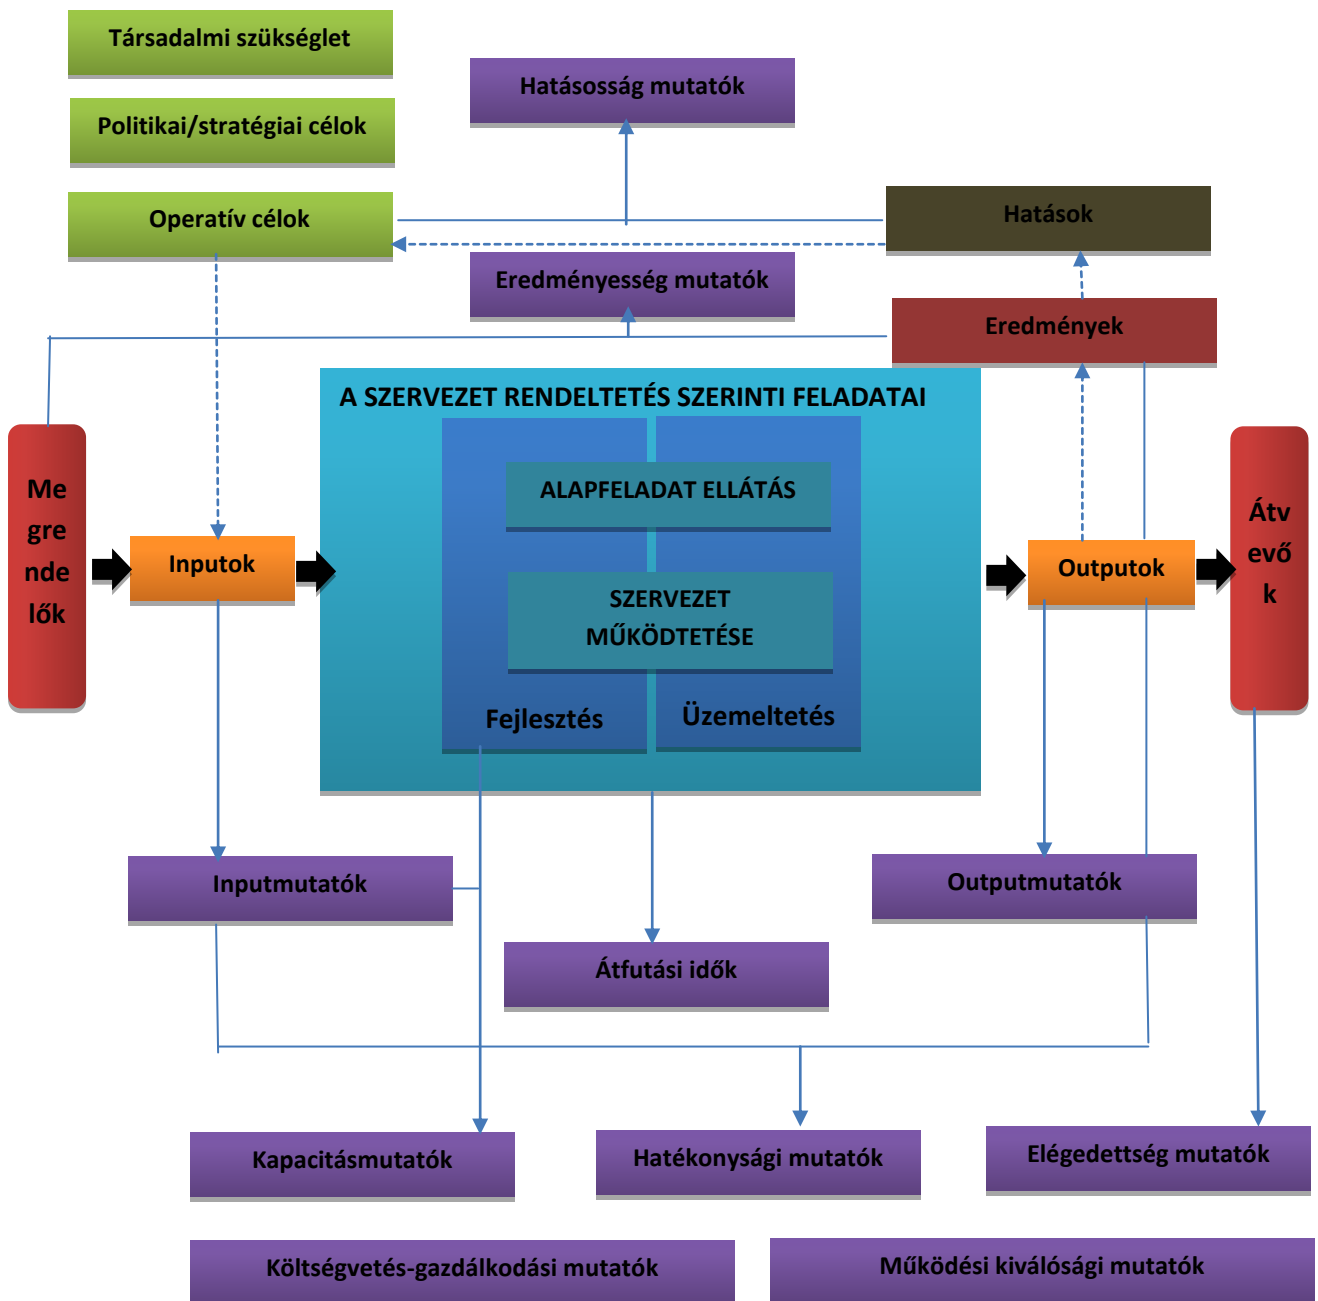 Társadalmi szükséglet
Hatásosság mutatók
Politikai/stratégiai célok
Operatív célok
Hatások
Eredményesség mutatók
Eredmények
A SZERVEZET RENDELTETÉS SZERINTI FELADATAI
Me
gre
nde
lők
Inputok
ALAPFELADAT ELLÁTÁS
SZERVEZET
MŰKÖDTETÉSE
Fejlesztés
Üzemeltetés
Outputok
Átv
evő
k
Inputmutatók
Outputmutatók
Átfutási idők
Kapacitásmutatók
Hatékonysági mutatók
Elégedettség mutatók
Költségvetés-gazdálkodási mutatók
Működési kiválósági mutatók